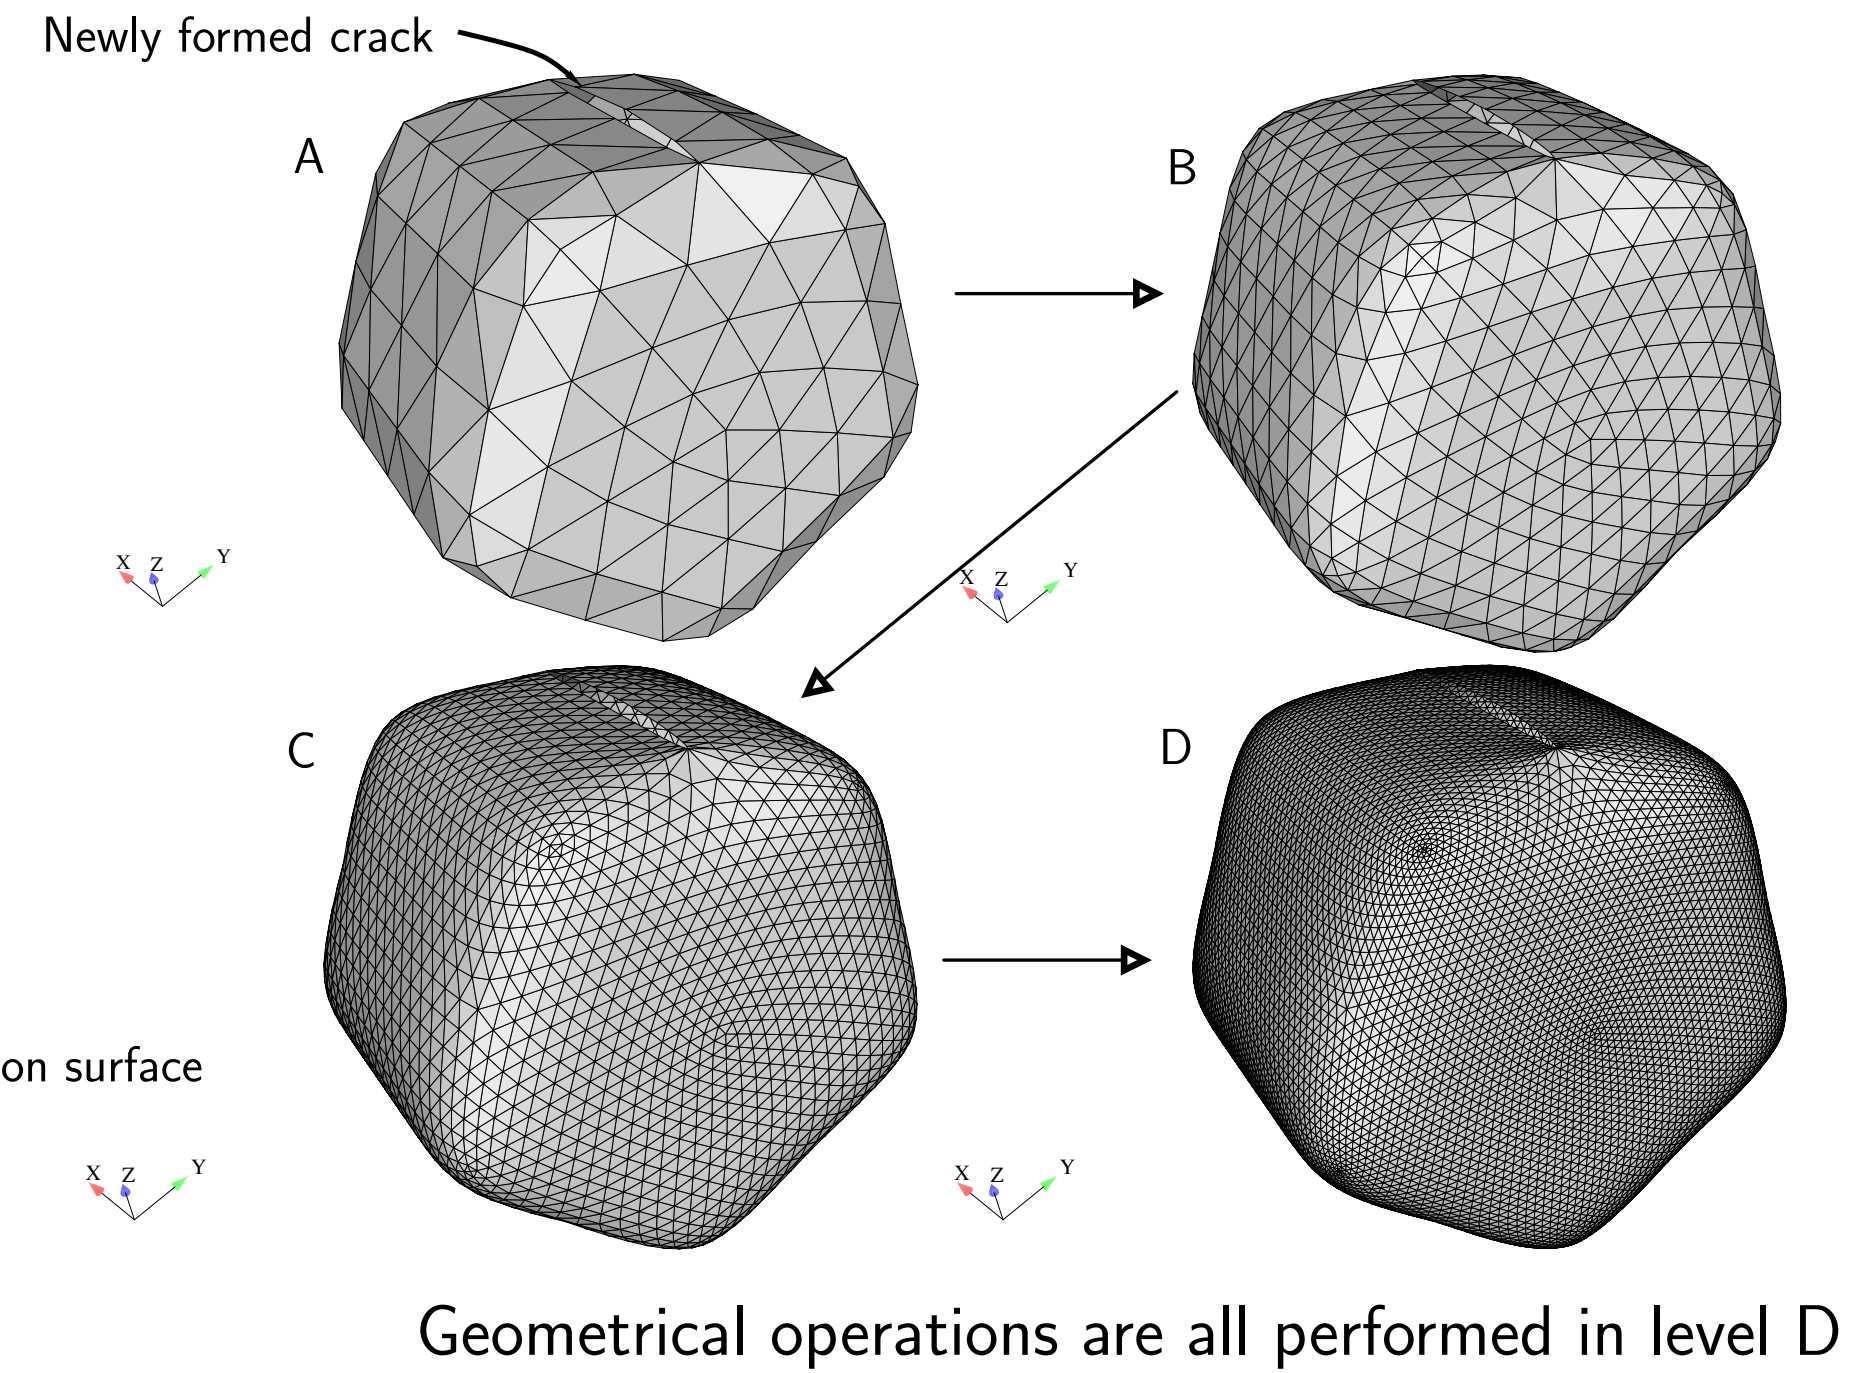 Newly formed crack
A
B
X Z Y
X Z Y
C
D
on surface
X Z Y
X Z Y
Geometrical operations are all performed in level D